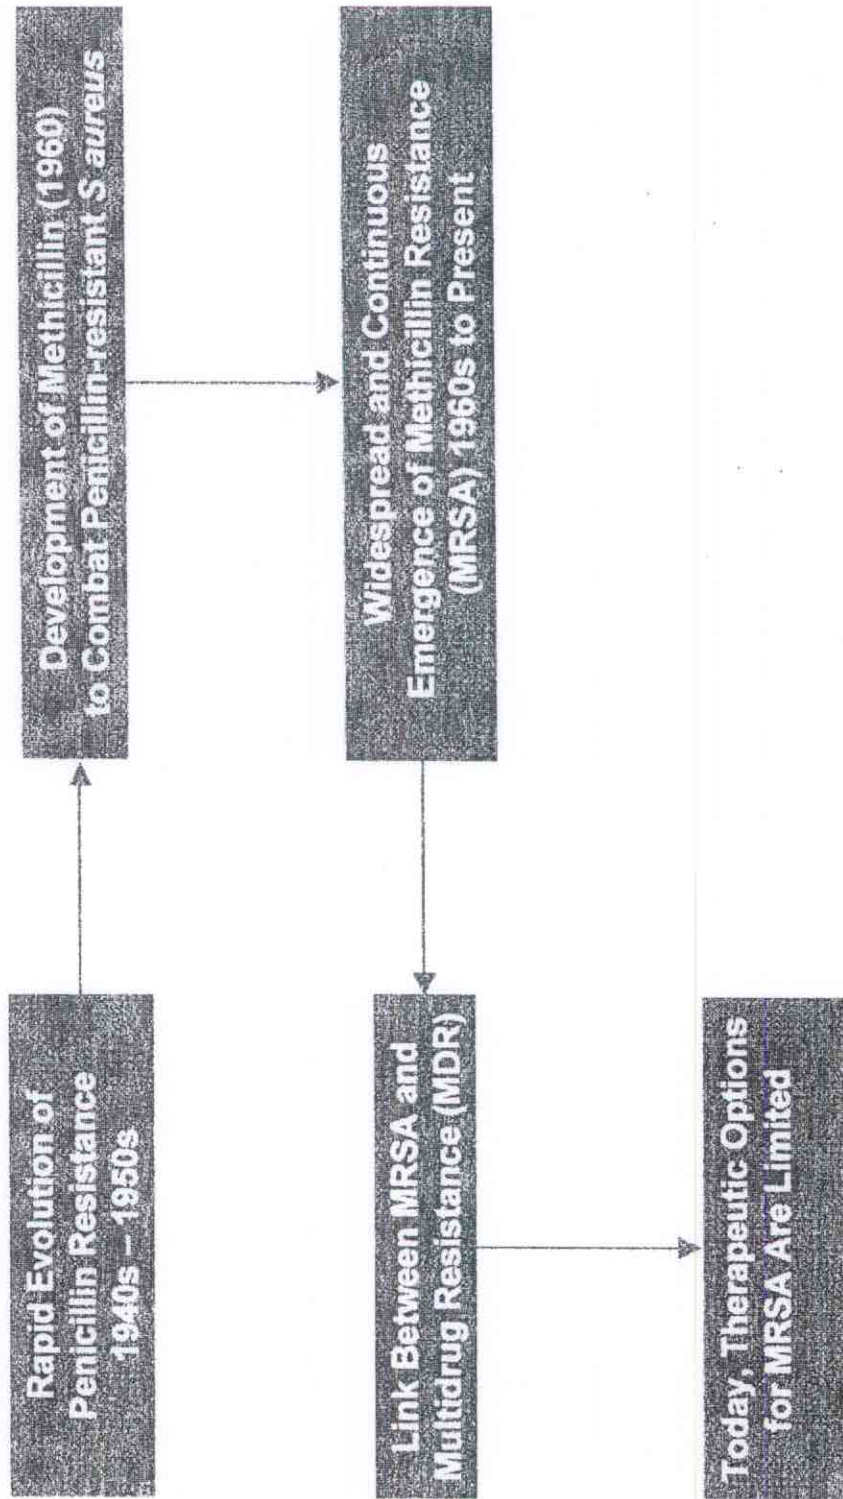 Rapid Evolution of
Penicillin Resistance
1940s – 1950s
Development of Methicillin (1960)
to Combat Penicillin-resistant S aureus
Widespread and Continuous
Emergence of Methicillin Resistance
(MRSA) 1960s to Present
Link Between MRSA and
Multidrug Resistance (MDR)
Today, Therapeutic Options
for MRSA Are Limited